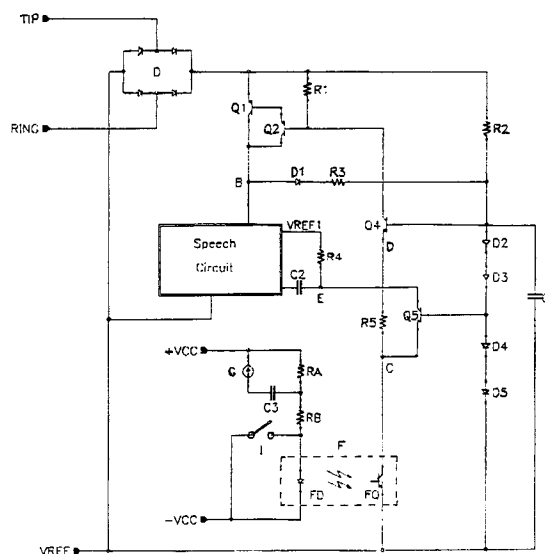 TIP
D
R1
Q1
Q2
R2
RING
D1
R3
B
VREF1
Q4
Speech
Circuit
D
D2
R4
C2
D3
E
R5
Q5
+VCC
D4
RA
G
C
D5
C3
RB
I
F
FD
FQ
-VCC
VREF